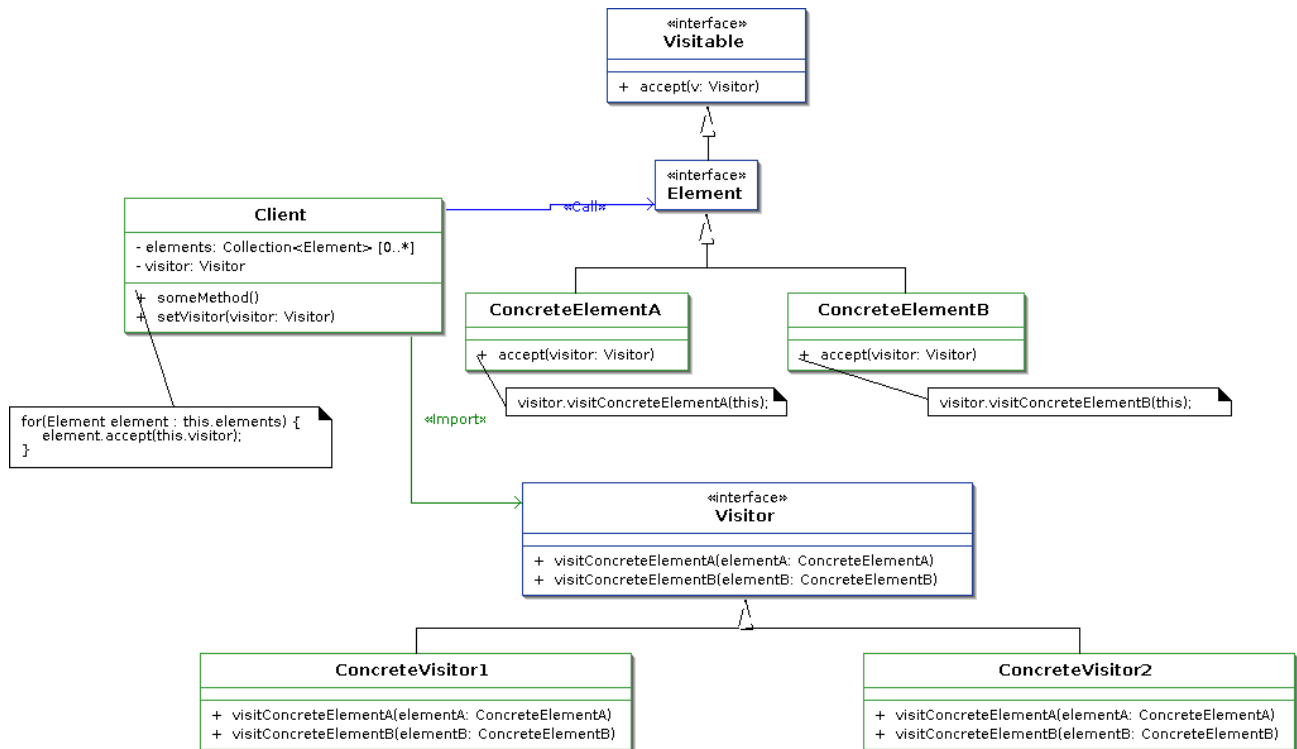 «interface»
Visitable
+ accept(v: Visitor)
«interface»
Element
«Call»
Client
- elements: Collection<Element> [0..*]
- visitor: Visitor
+ someMethod()
+ setVisitor(visitor: Visitor)
ConcreteElementA
+ accept(visitor: Visitor)
ConcreteElementB
+ accept(visitor: Visitor)
visitor.visitConcreteElementA(this);
visitor.visitConcreteElementB(this);
for(Element element : this.elements) {
element.accept(this.visitor);
}
«Import»
«interface»
Visitor
+ visitConcreteElementA(elementA: ConcreteElementA)
+ visitConcreteElementB(elementB: ConcreteElementB)
ConcreteVisitor1
+ visitConcreteElementA(elementA: ConcreteElementA)
+ visitConcreteElementB(elementB: ConcreteElementB)
ConcreteVisitor2
+ visitConcreteElementA(elementA: ConcreteElementA)
+ visitConcreteElementB(elementB: ConcreteElementB)